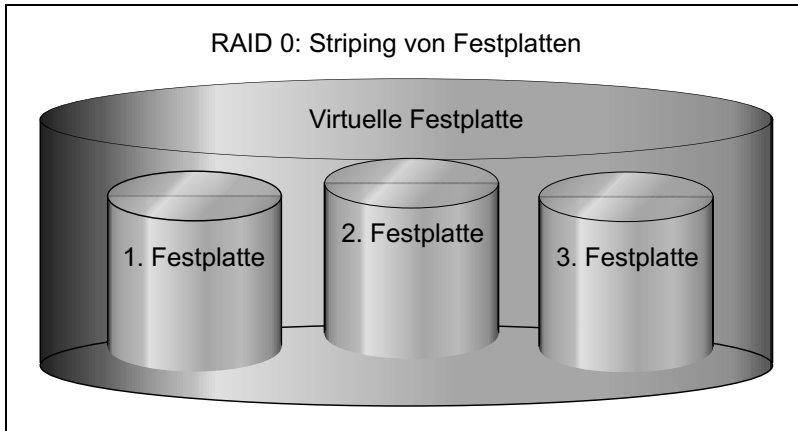 RAID 0: Striping von Festplatten
Virtuelle Festplatte
1. Festplatte
2. Festplatte
3. Festplatte